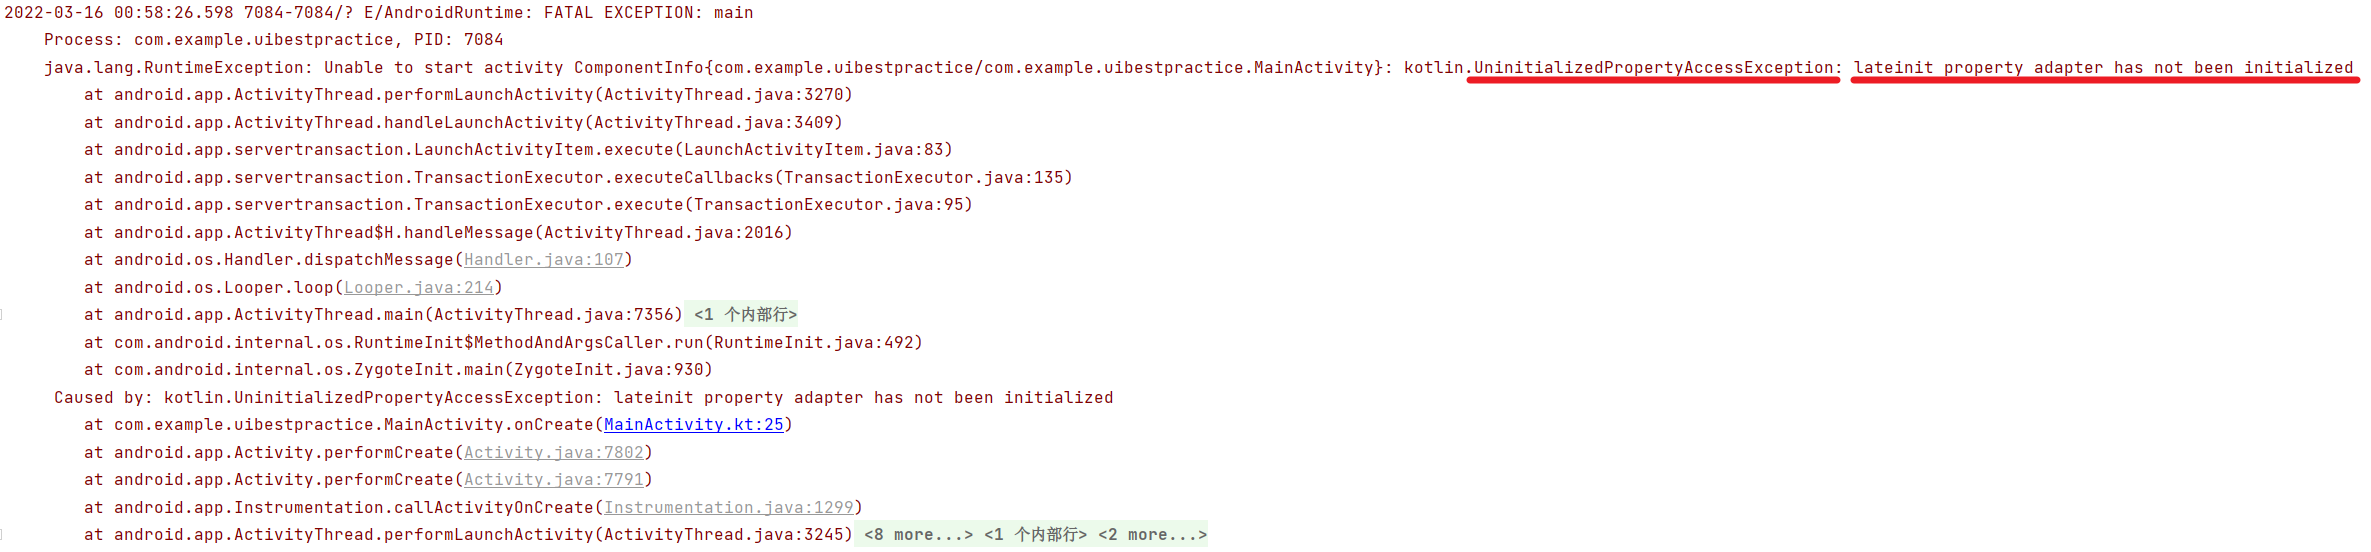 2022-03-16 00:58:26.598 7084-7084/? E/AndroidRuntime: FATAL EXCEPTION: main
Process: com.example.uibestpractice, PID: 7084
java.lang.RuntimeException: Unable to start activity ComponentInfo{com.example.uibestpractice/com.example.uibestpractice.MainActivity}: kotlin.UninitializedPropertyAccessException: lateinit property adapter has not been initialized
at android.app.ActivityThread.performLaunchActivity(ActivityThread.java:3270)
at android.app.ActivityThread.handleLaunchActivity(ActivityThread.java:3409)
at android.app.servertransaction.LaunchActivityItem.execute(LaunchActivityItem.java:83)
at android.app.servertransaction.TransactionExecutor.executeCallbacks(TransactionExecutor.java:135)
at android.app.servertransaction.TransactionExecutor.execute(TransactionExecutor.java:95)
at android.app.ActivityThread$H.handleMessage(ActivityThread.java:2016)
at android.os.Handler.dispatchMessage(Handler.java:107)
at android.os.Looper.loop(Looper.java:214)
at android.app.ActivityThread.main(ActivityThread.java:7356) <1 个内部行>
at com.android.internal.os.RuntimeInit$MethodAndArgsCaller.run(RuntimeInit.java:492)
at com.android.internal.os.ZygoteInit.main(ZygoteInit.java:930)
Caused by: kotlin.UninitializedPropertyAccessException: lateinit property adapter has not been initialized
at com.example.uibestpractice.MainActivity.onCreate(MainActivity.kt:25)
at android.app.Activity.performCreate(Activity.java:7802)
at android.app.Activity.performCreate(Activity.java:7791)
at android.app.Instrumentation.callActivityOnCreate(Instrumentation.java:1299)
at android.app.ActivityThread.performLaunchActivity(ActivityThread.java:3245) <8 more...> <1 个内部行> <2 more...>